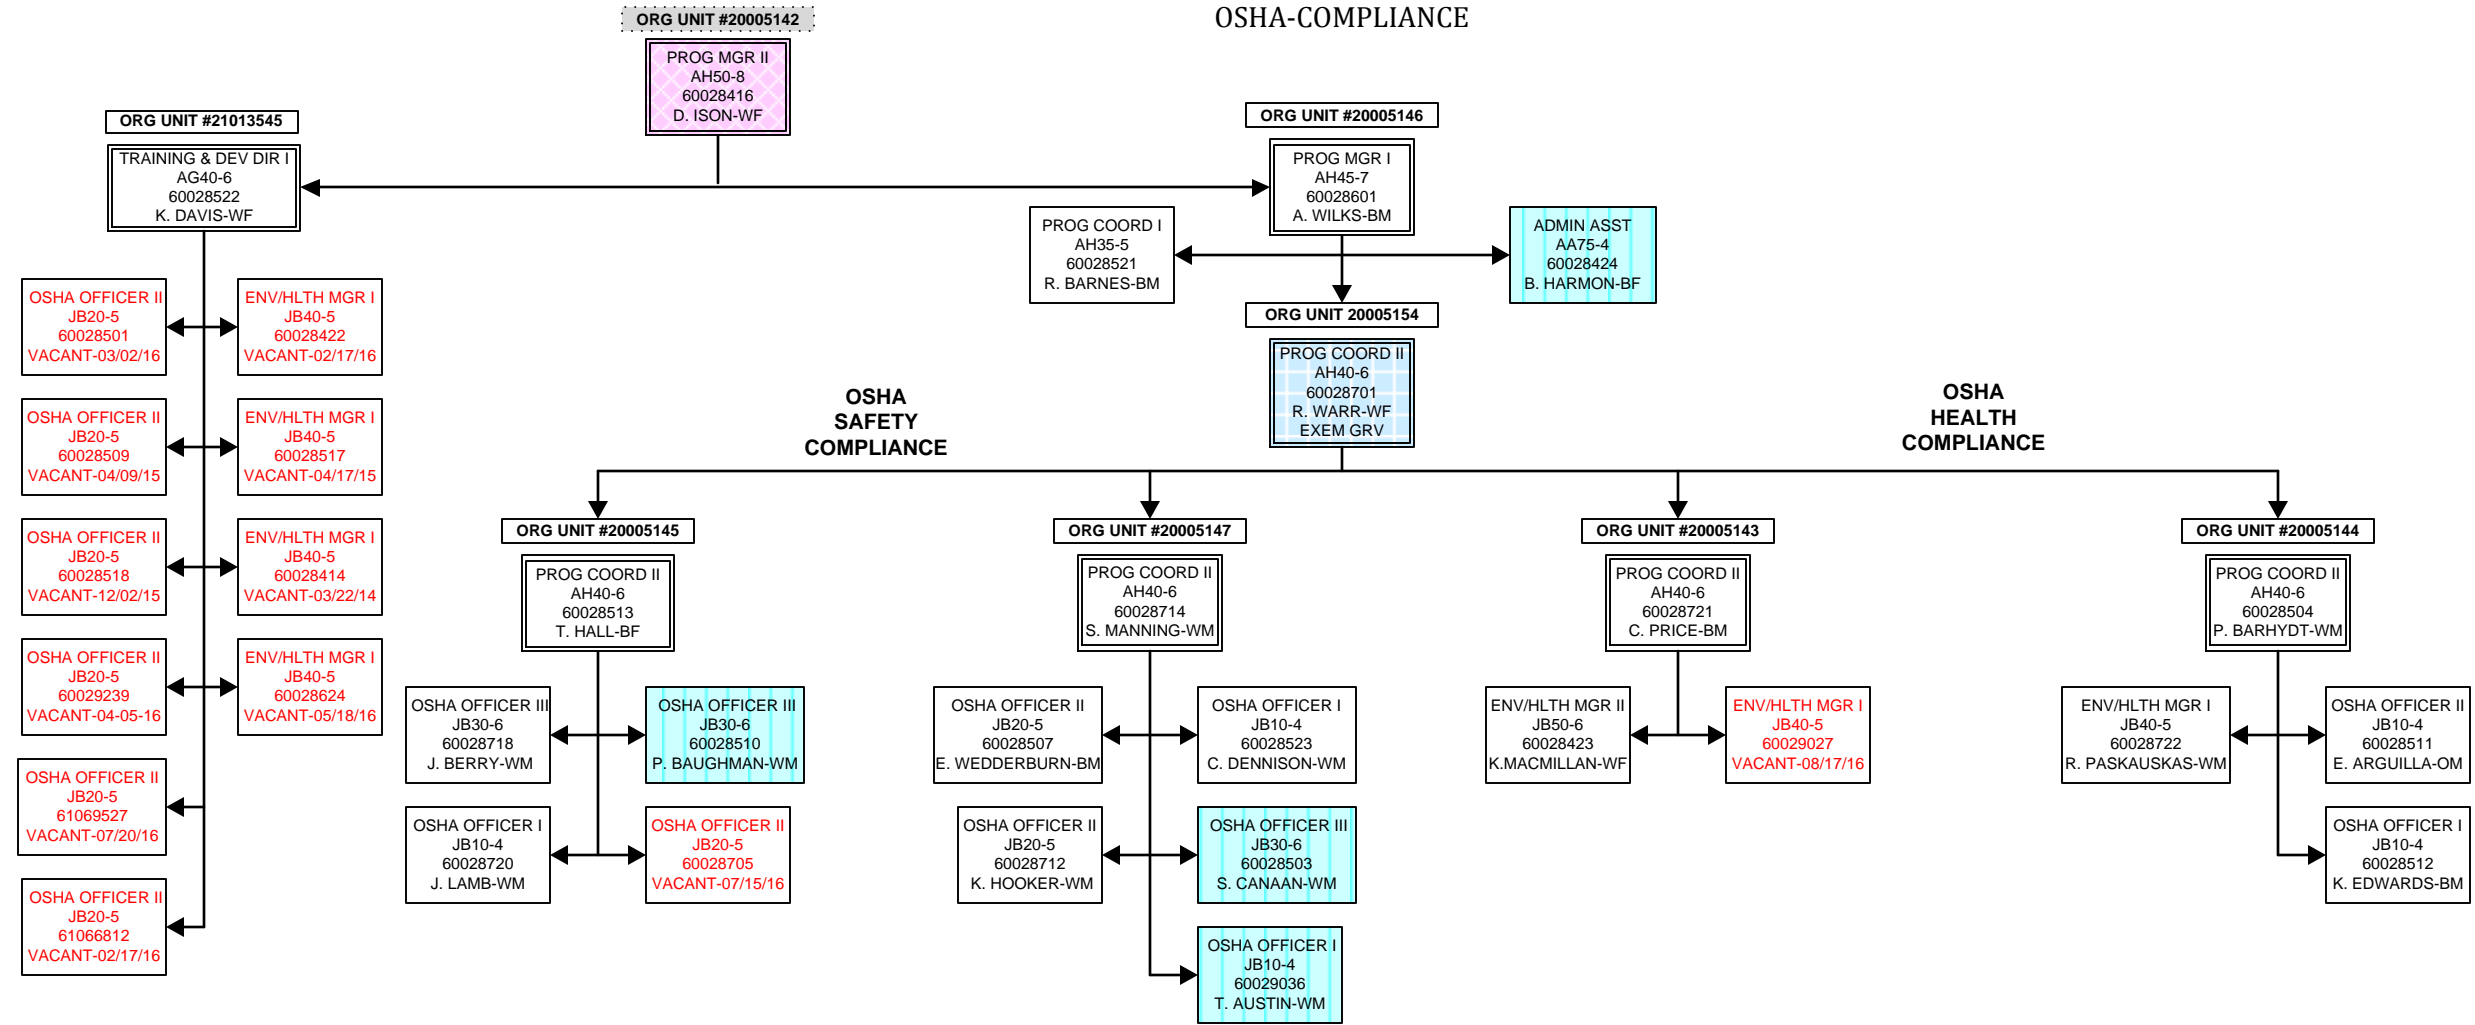 OSHA-COMPLIANCE
ORG UNIT #20005142
PROG MGR II
AH50-8
60028416
D. ISON-WF
ORG UNIT #21013545
TRAINING & DEV DIR I
AG40-6
60028522
K. DAVIS-WF
ORG UNIT #20005146
PROG MGR I
AH45-7
60028601
A. WILKS-BM
PROG COORD I
AH35-5
60028521
R. BARNES-BM
ADMIN ASST
AA75-4
60028424
B. HARMON-BF
ORG UNIT 20005154
PROG COORD II
AH40-6
60028701
R. WARR-WF
EXEM GRV
OSHA OFFICER II
JB20-5
60028501
VACANT-03/02/16
ENV/HLTH MGR I
JB40-5
60028422
VACANT-02/17/16
OSHA OFFICER II
JB20-5
60028509
VACANT-04/09/15
ENV/HLTH MGR I
JB40-5
60028517
VACANT-04/17/15
OSHA OFFICER II
JB20-5
60028518
VACANT-12/02/15
ENV/HLTH MGR I
JB40-5
60028414
VACANT-03/22/14
OSHA OFFICER II
JB20-5
60029239
VACANT-04-05-16
ENV/HLTH MGR I
JB40-5
60028624
VACANT-05/18/16
OSHA OFFICER II
JB20-5
61069527
VACANT-07/20/16
OSHA OFFICER II
JB20-5
61066812
VACANT-02/17/16
OSHA
SAFETY
COMPLIANCE
OSHA
HEALTH
COMPLIANCE
ORG UNIT #20005145
PROG COORD II
AH40-6
60028513
T. HALL-BF
OSHA OFFICER III
JB30-6
60028718
J. BERRY-WM
OSHA OFFICER III
JB30-6
60028510
P. BAUGHMAN-WM
OSHA OFFICER I
JB10-4
60028720
J. LAMB-WM
OSHA OFFICER II
JB20-5
60028705
VACANT-07/15/16
ORG UNIT #20005147
PROG COORD II
AH40-6
60028714
S. MANNING-WM
OSHA OFFICER II
JB20-5
60028507
E. WEDDERBURN-BM
OSHA OFFICER I
JB10-4
60028523
C. DENNISON-WM
OSHA OFFICER II
JB20-5
60028712
K. HOOKER-WM
OSHA OFFICER III
JB30-6
60028503
S. CANAAN-WM
OSHA OFFICER I
JB10-4
60029036
T. AUSTIN-WM
ORG UNIT #20005143
PROG COORD II
AH40-6
60028721
C. PRICE-BM
ENV/HLTH MGR II
JB50-6
60028423
K.MACMILLAN-WF
ENV/HLTH MGR I
JB40-5
60029027
VACANT-08/17/16
ORG UNIT #20005144
PROG COORD II
AH40-6
60028504
P. BARHYDT-WM
ENV/HLTH MGR I
JB40-5
60028722
R. PASKAUSKAS-WM
OSHA OFFICER II
JB10-4
60028511
E. ARGUILLA-OM
OSHA OFFICER I
JB10-4
60028512
K. EDWARDS-BM